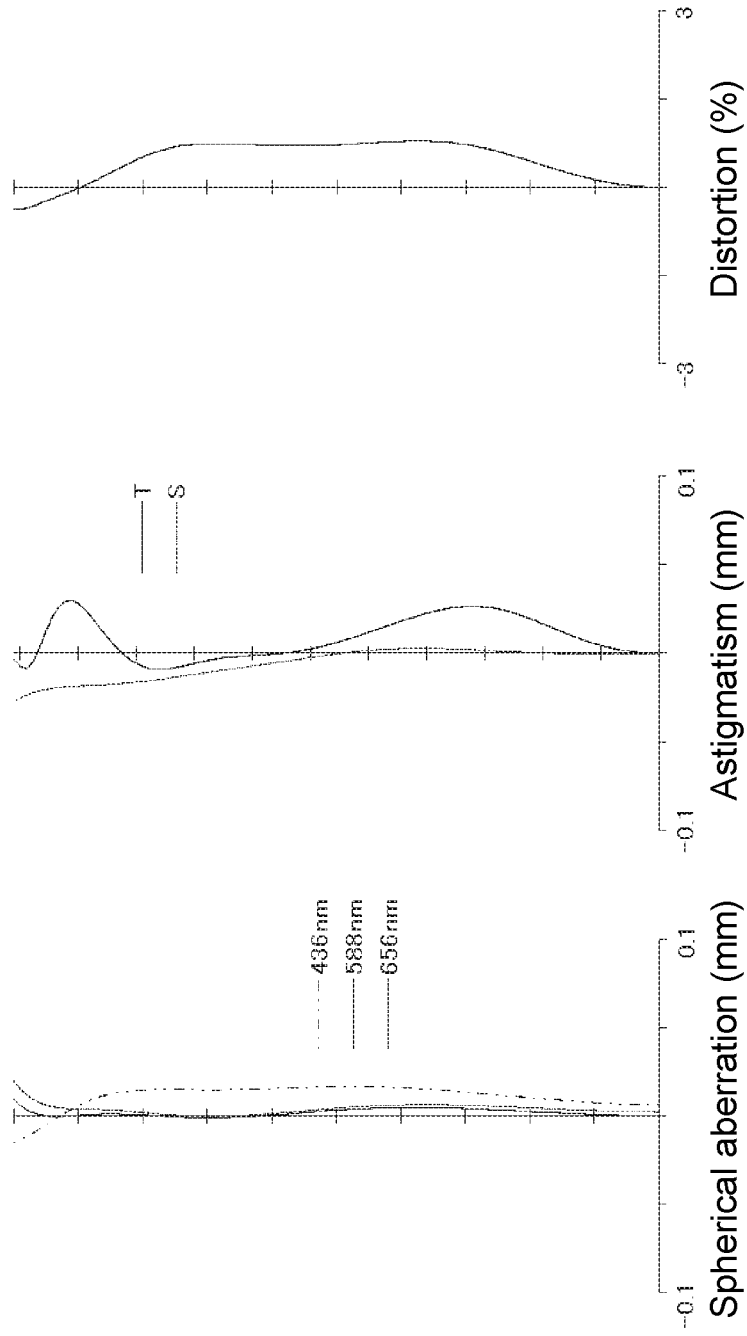 −0.1
0.1
Spherical aberration (mm)
436nm
588nm
656nm
−0.1
0.1
Astigmatism (mm)
T
S
−3
3
Distortion (%)